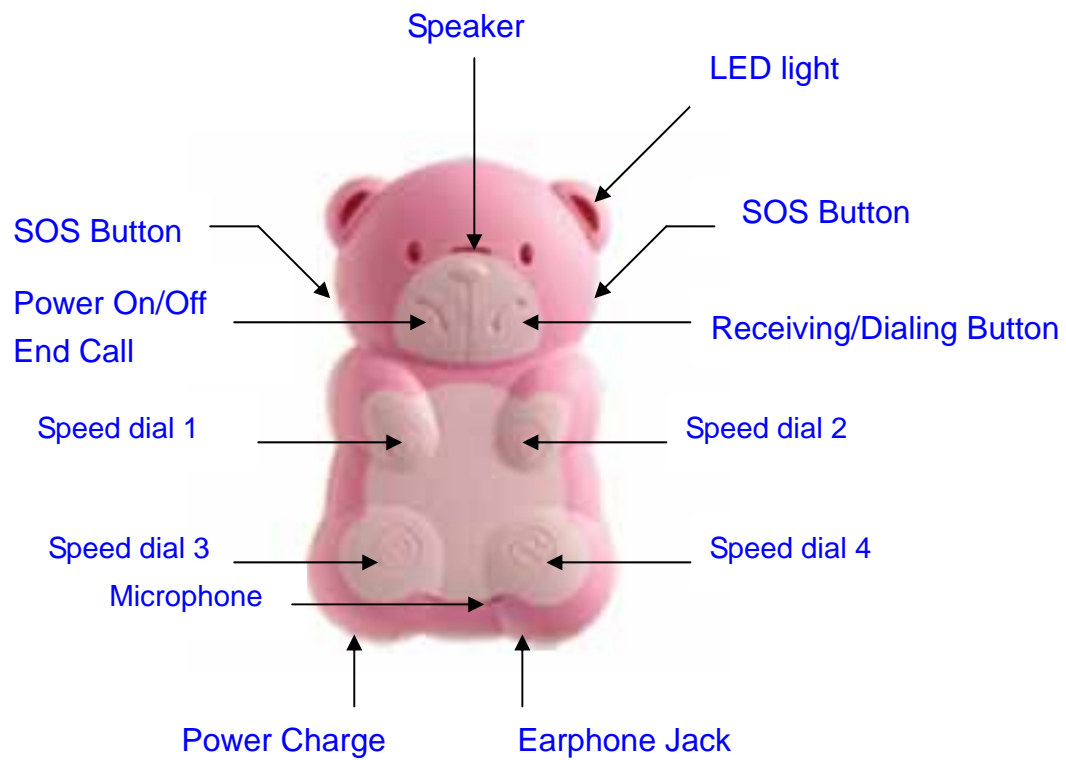 Speaker
LED light
SOS Button
SOS Button
Power On/Off
End Call
Receiving/Dialing Button
Speed dial 1
Speed dial 2
Speed dial 3
Speed dial 4
Microphone
Power Charge
Earphone Jack